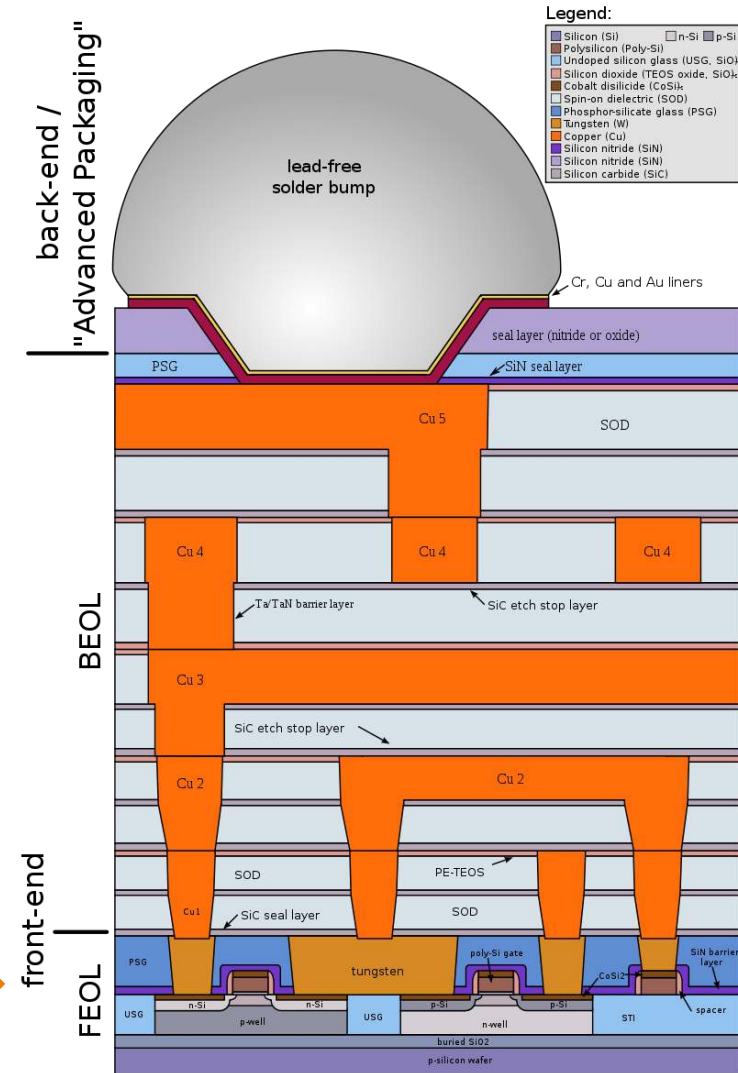 Legend:
Silicon (Si)
n-Si
p-Si
Polysilicon (Poly-Si)
Undoped silicon glass (USG, SiO₂
Silicon dioxide (TEOS oxide, SiO₂
Cobalt disilicide (CoSi₂
Spin-on dielectric (SOD)
Phosphor-silicate glass (PSG)
Tungsten (W)
Copper (Cu)
Silicon nitride (SiN)
Silicon nitride (SiN)
Silicon carbide (SiC)
back-end /
"Advanced Packaging"
lead-free
solder bump
Cr, Cu and Au liners
seal layer (nitride or oxide)
PSG
SiN seal layer
Cu 5
SOD
Cu 4
Cu 4
Cu 4
SiC etch stop layer
Ta/TaN barrier layer
BEOL
Cu 3
SiC etch stop layer
Cu 2
Cu 2
SOD
PE-TEOS
Cu1
SiC seal layer
SOD
front-end
FEOL
PSG
tungsten
poly-Si gate
SiN barrier
layer
CoSi2
n-Si
n-Si
p-Si
p-Si
spacer
USG
p-well
USG
n-well
STI
buried SiO2
p-silicon wafer